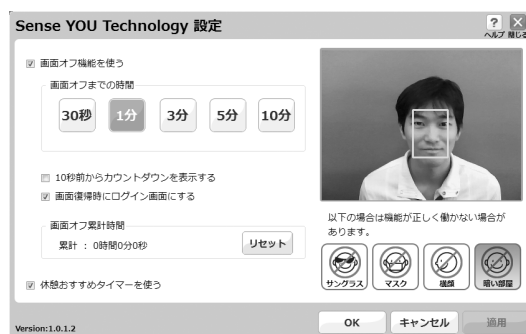 Sense YOU Technology 設定
ヘルプ 閉じる
画面オフ機能を使う
画面オフまでの時間
30秒 1分 3分 5分 10分
10秒前からカウントダウンを表示する
画面復帰時にログイン画面にする
画面オフ累計時間
累計 : 0時間0分0秒
リセット
休憩おすすめタイマーを使う
以下の場合は機能が正しく働かない場合が
あります。
サングラス マスク 横顔 暗い部屋
Version:1.0.1.2
OK キャンセル 適用